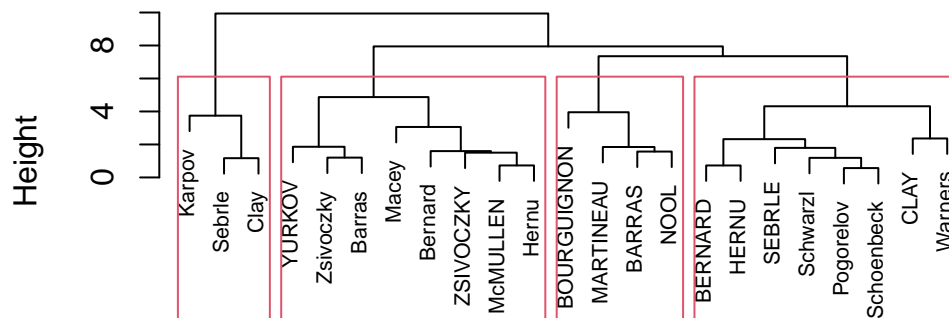 Height
8
4
0
Karpov
Sebrle
Clay
YURKOV
Zsivoczky
Barras
Macey
Bernard
ZSIVOCZKY
McMULLEN
Hernu
BOURGUIGNON
MARTINEAU
BARRAS
NOOL
BERNARD
HERNU
SEBRLE
Schwarzl
Pogorelov
Schoenbeck
CLAY
Warners